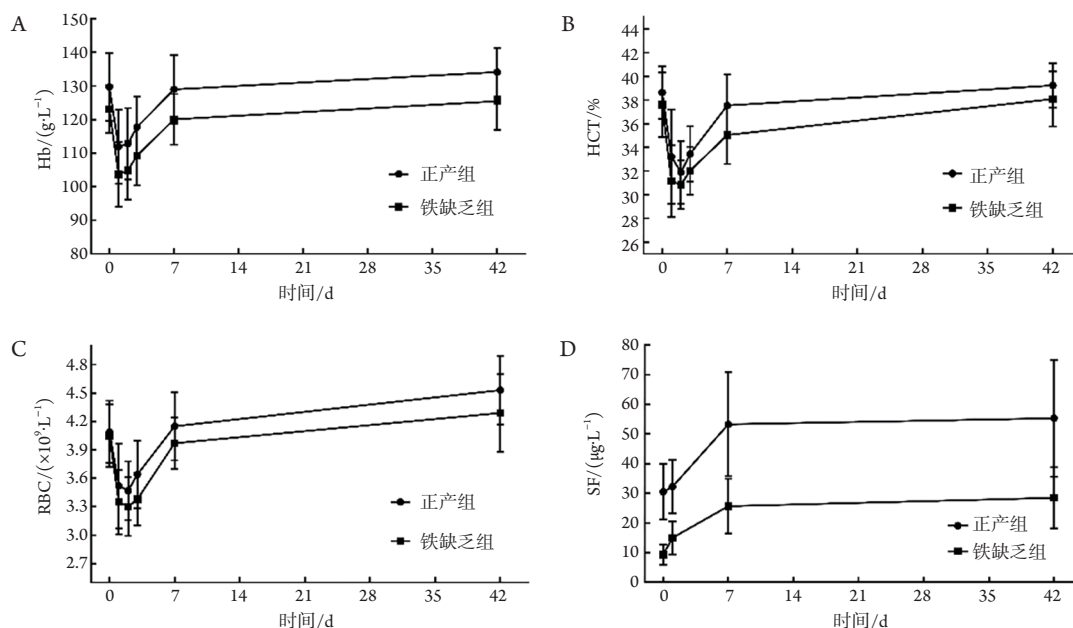 A
150
140
130
120
110
100
90
80
Hb/(g·L⁻¹)
正产组
铁缺乏组
0 7 14 21 28 35 42
时间/d
B
44
42
40
38
36
34
32
30
28
26
HCT/%
正产组
铁缺乏组
0 7 14 21 28 35 42
时间/d
C
4.8
4.5
4.2
3.9
3.6
3.3
3.0
2.7
RBC/(×10⁹·L⁻¹)
正产组
铁缺乏组
0 7 14 21 28 35 42
时间/d
D
80
70
60
50
40
30
20
10
0
SF/(μg·L⁻¹)
正产组
铁缺乏组
0 7 14 21 28 35 42
时间/d